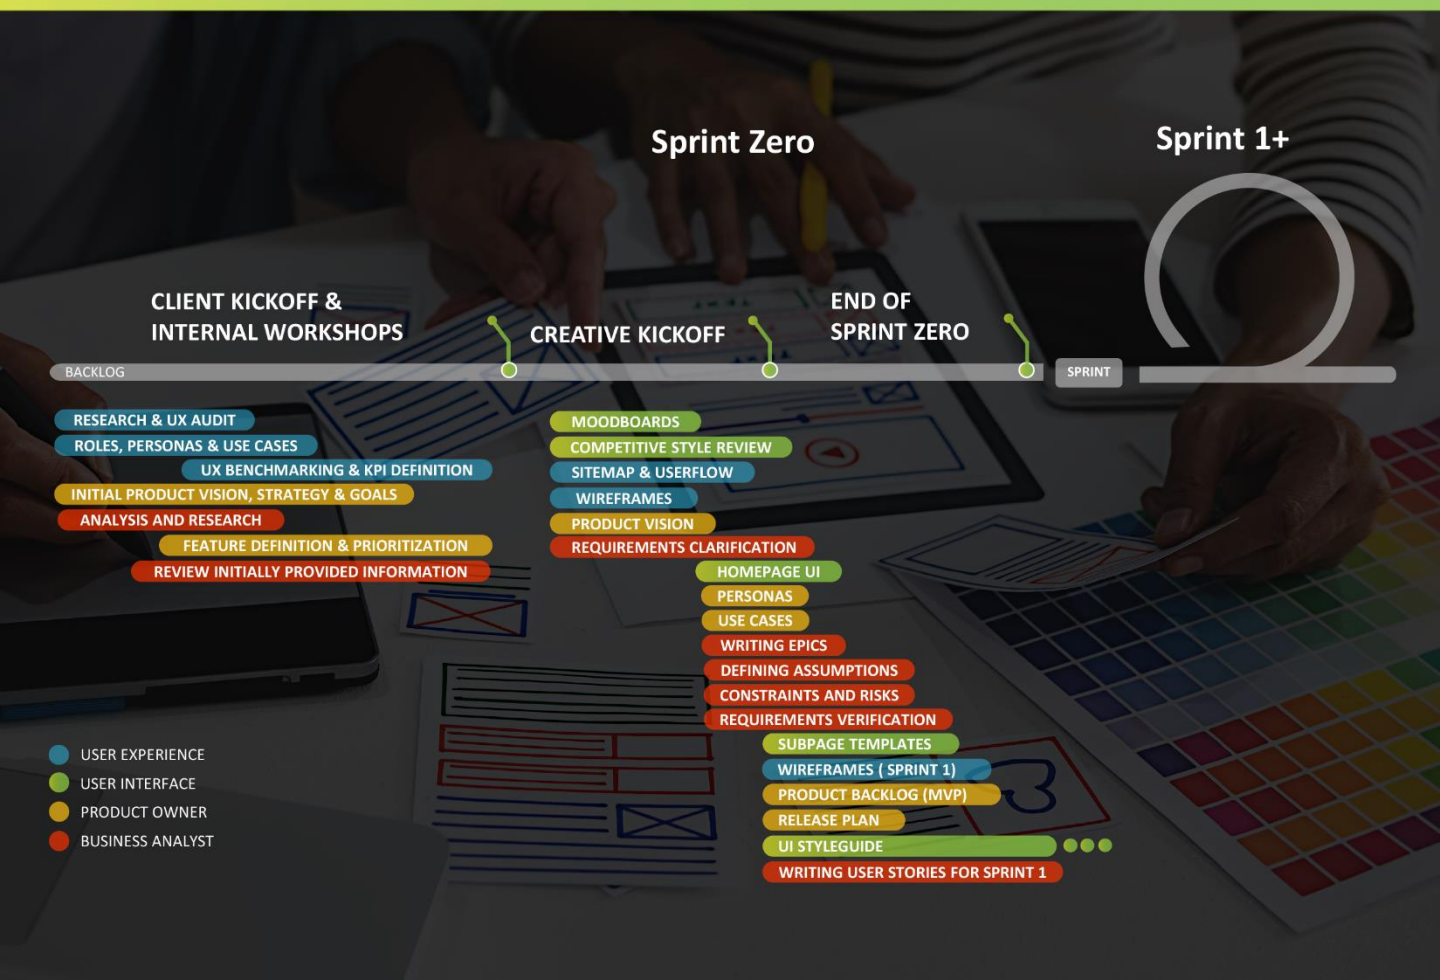 Sprint Zero
Sprint 1+
CLIENT KICKOFF &
INTERNAL WORKSHOPS
CREATIVE KICKOFF
END OF
SPRINT ZERO
BACKLOG
SPRINT
RESEARCH & UX AUDIT
ROLES, PERSONAS & USE CASES
UX BENCHMARKING & KPI DEFINITION
INITIAL PRODUCT VISION, STRATEGY & GOALS
ANALYSIS AND RESEARCH
FEATURE DEFINITION & PRIORITIZATION
REVIEW INITIALLY PROVIDED INFORMATION
MOODBOARDS
COMPETITIVE STYLE REVIEW
SITEMAP & USERFLOW
WIREFRAMES
PRODUCT VISION
REQUIREMENTS CLARIFICATION
HOMEPAGE UI
PERSONAS
USE CASES
WRITING EPICS
DEFINING ASSUMPTIONS
CONSTRAINTS AND RISKS
REQUIREMENTS VERIFICATION
SUBPAGE TEMPLATES
WIREFRAMES ( SPRINT 1)
PRODUCT BACKLOG (MVP)
RELEASE PLAN
UI STYLEGUIDE
WRITING USER STORIES FOR SPRINT 1
USER EXPERIENCE
USER INTERFACE
PRODUCT OWNER
BUSINESS ANALYST